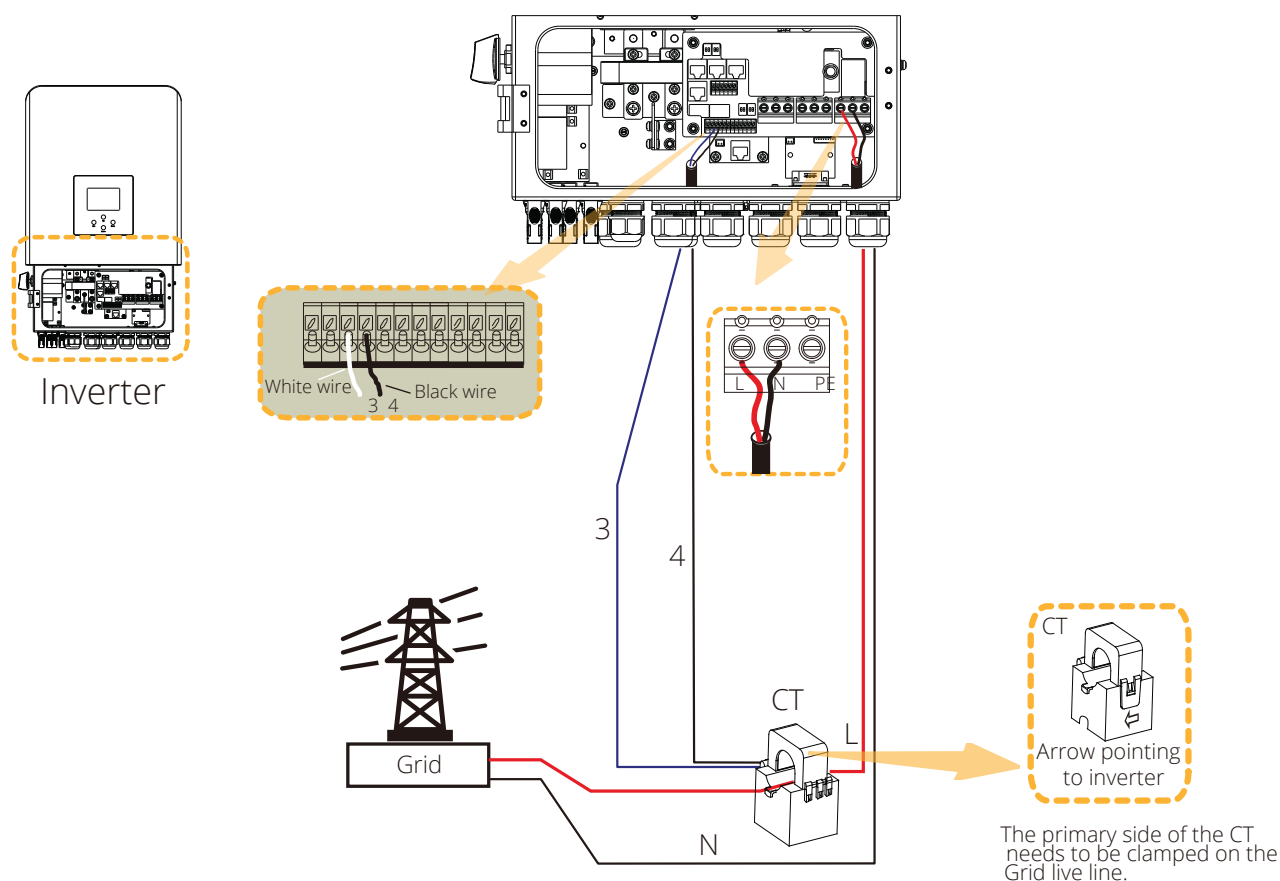 Inverter
White wire
Black wire
3 4
L N PE
3
4
CT
L
Grid
N
CT
Arrow pointing
to inverter
The primary side of the CT
needs to be clamped on the
Grid live line.